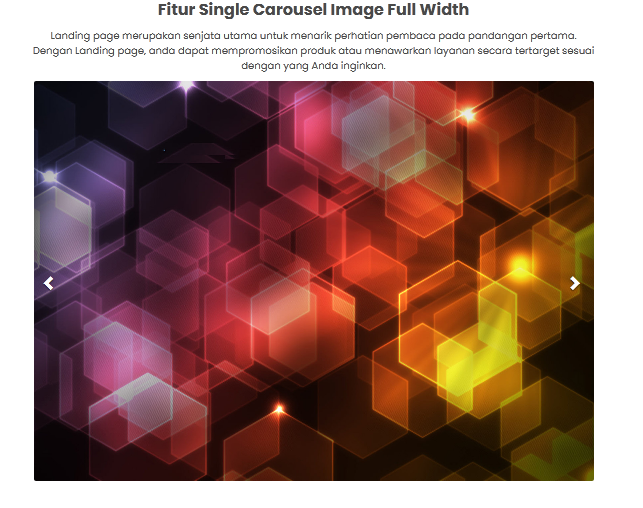 Fitur Single Carousel Image Full Width
Landing page merupakan senjata utama untuk menarik perhatian pembaca pada pandangan pertama.
Dengan Landing page, anda dapat mempromosikan produk atau menawarkan layanan secara tertarget sesuai
dengan yang Anda inginkan.